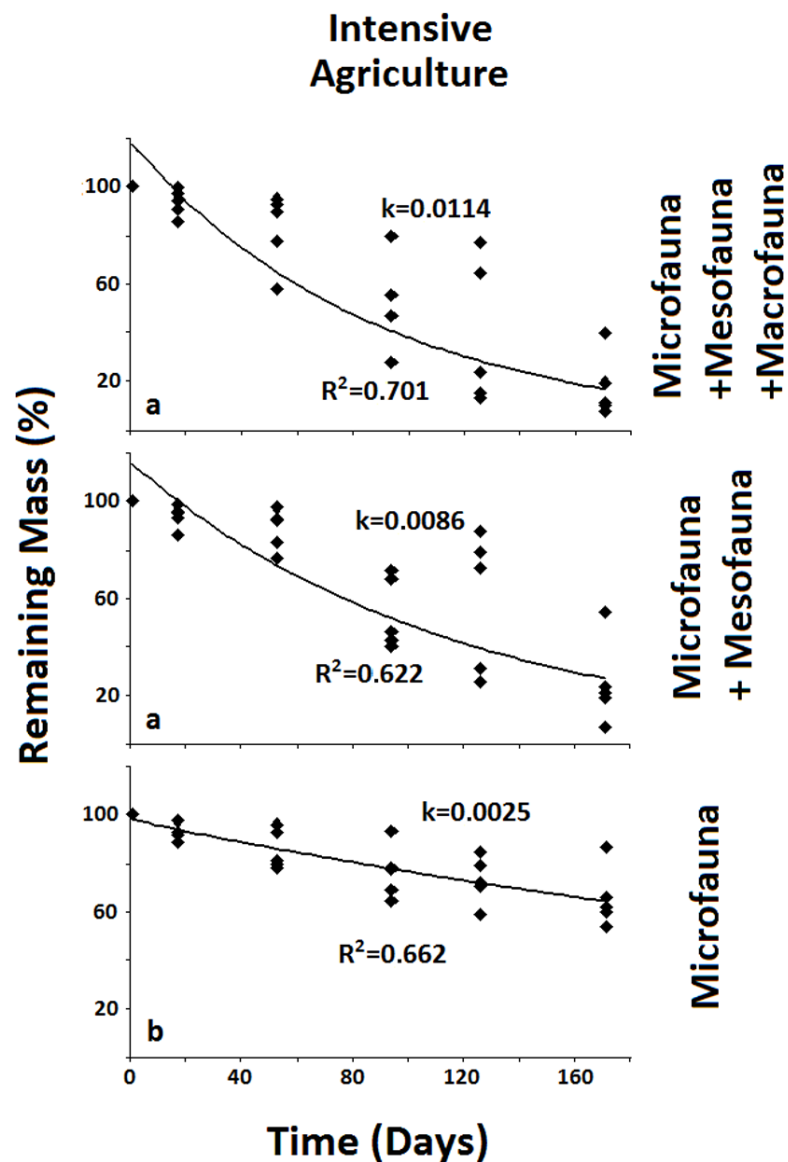 Intensive
Agriculture
Remaining Mass (%)
100
60
20
k=0.0114
R²=0.701
a
Microfauna
+Mesofauna
+Macrofauna
100
60
20
k=0.0086
R²=0.622
a
Microfauna
+ Mesofauna
100
60
20
k=0.0025
R²=0.662
b
Microfauna
0 40 80 120 160
Time (Days)